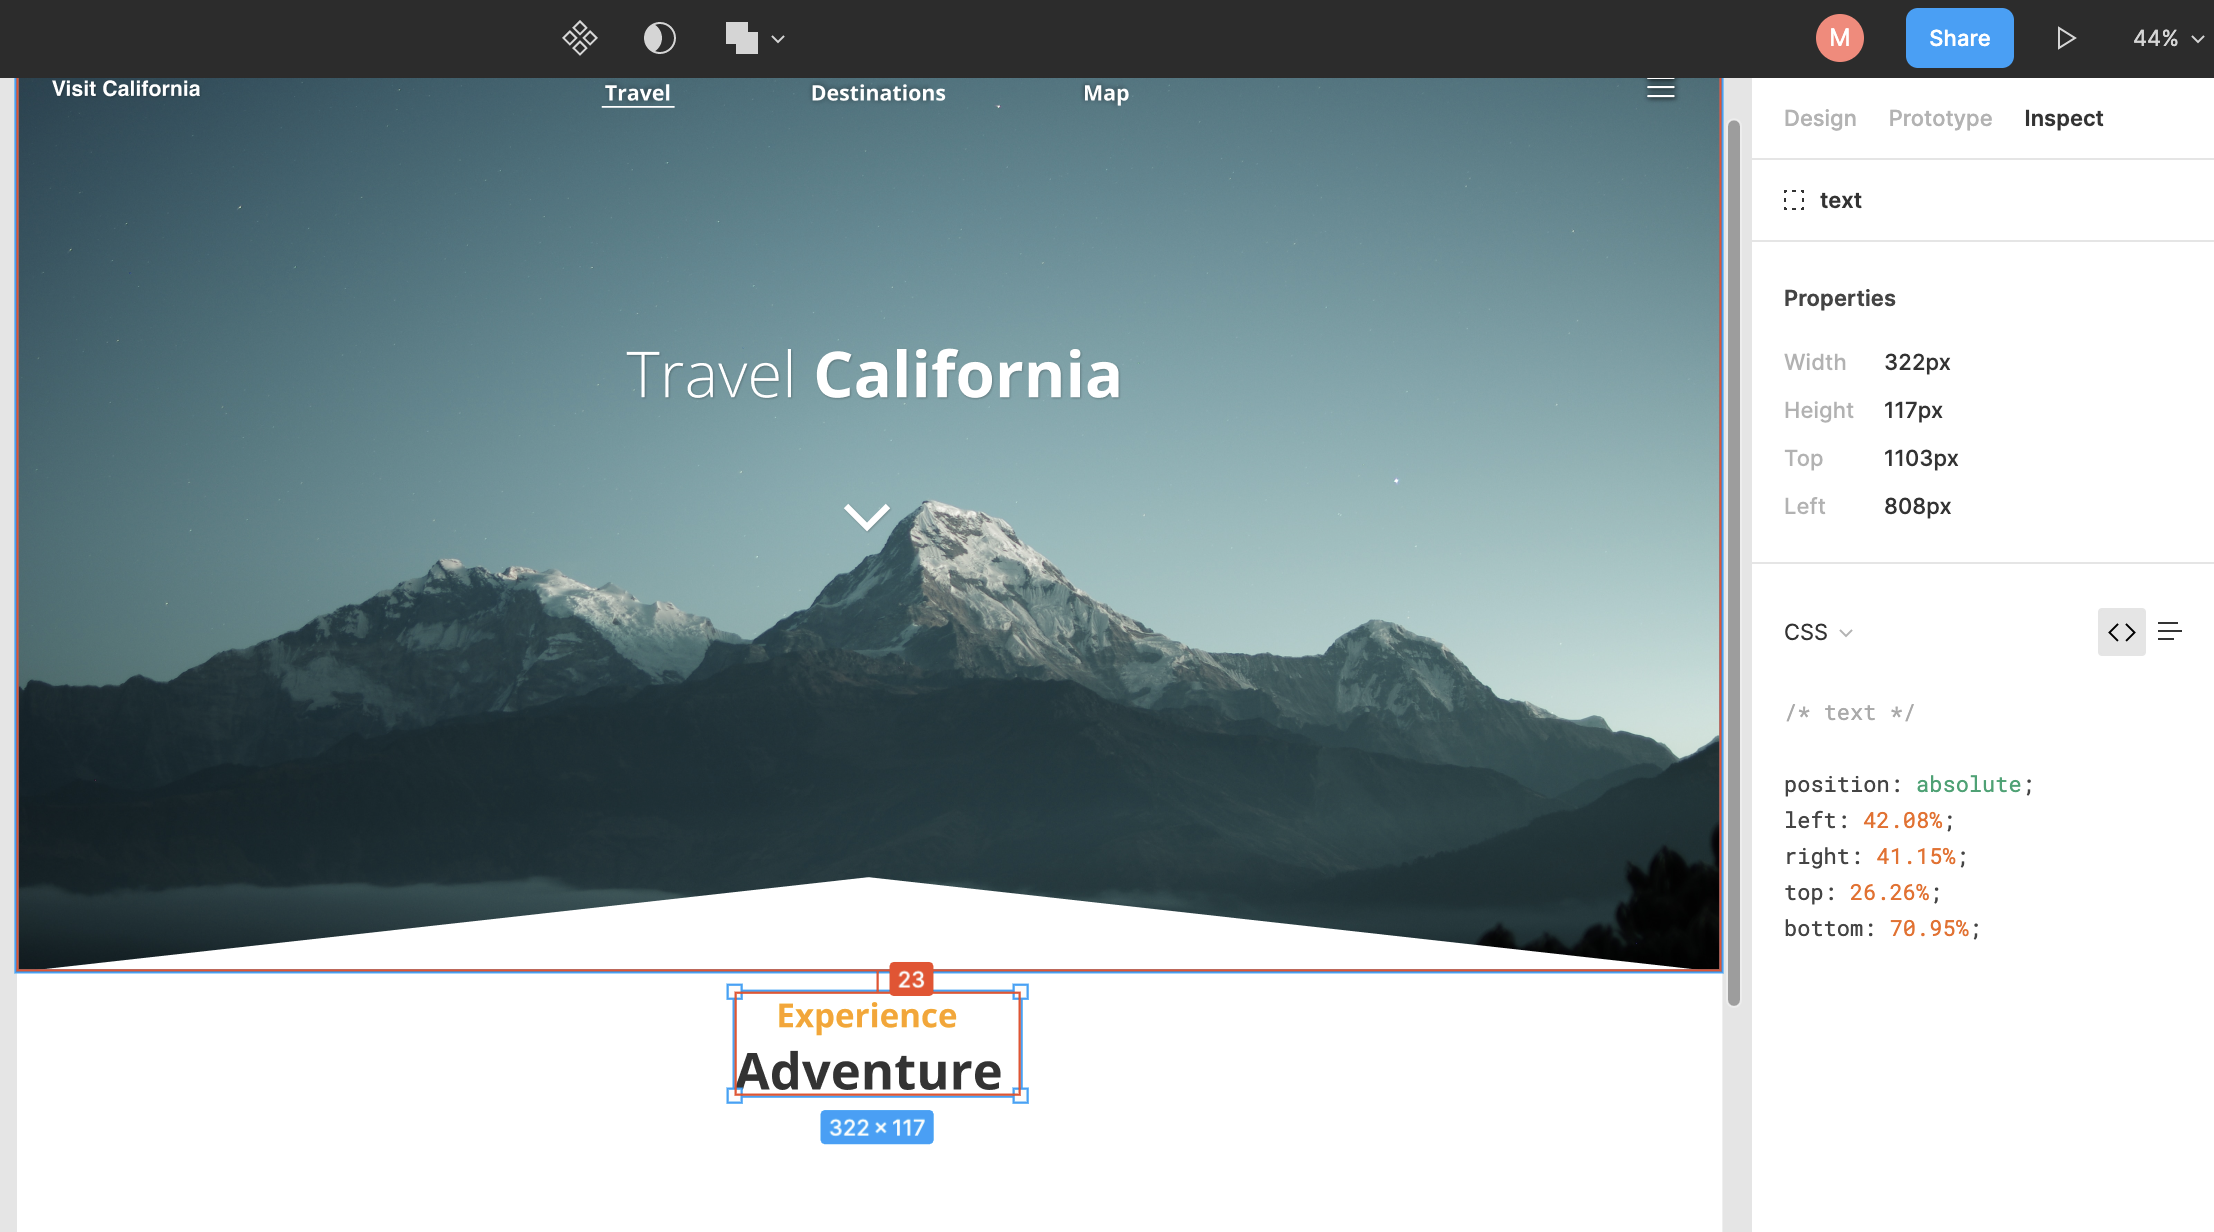 M
Share
44%
Visit California
Travel
Destinations
Map
Design
Prototype
Inspect
text
Properties
Width 322px
Height 117px
Top 1103px
Left 808px
Travel California
CSS
/* text */
position: absolute;
left: 42.08%;
right: 41.15%;
top: 26.26%;
bottom: 70.95%;
23
Experience
Adventure
322 × 117